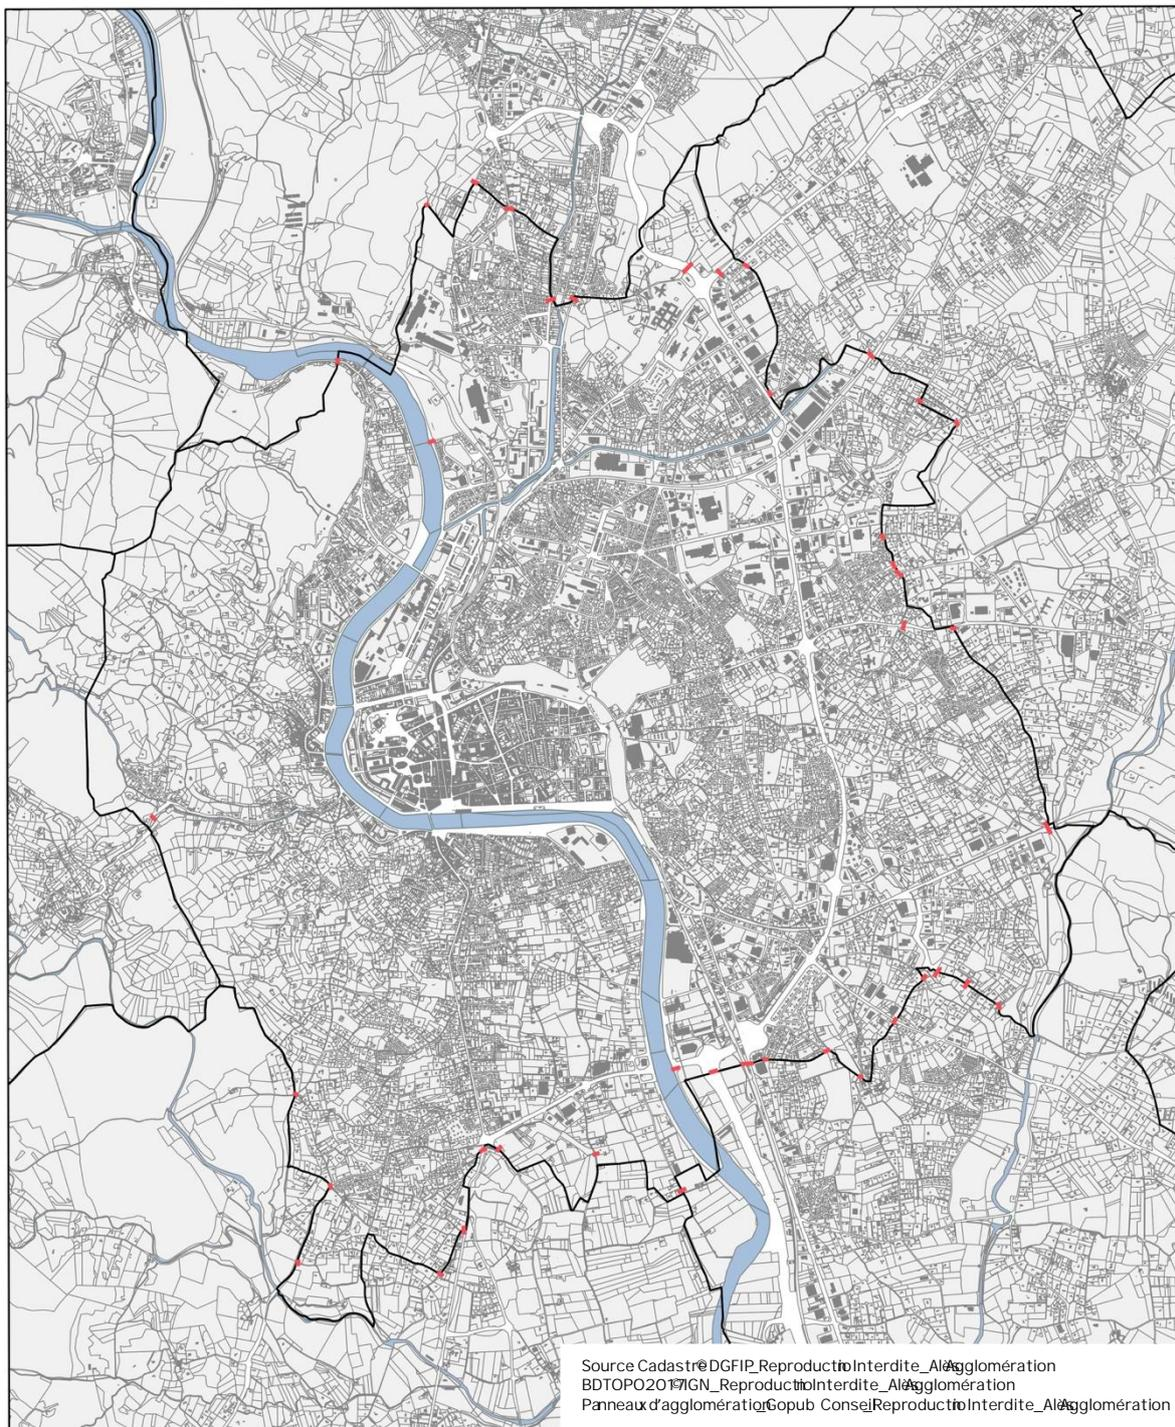 Source Cadastre©DGFIP_Reproduction Interdite_Alès Agglomération
BDTOPO2017©IGN_Reproduction Interdite_Alès Agglomération
Panneaux d'agglomération_Gopub Conseil_Reproduction Interdite_Alès Agglomération